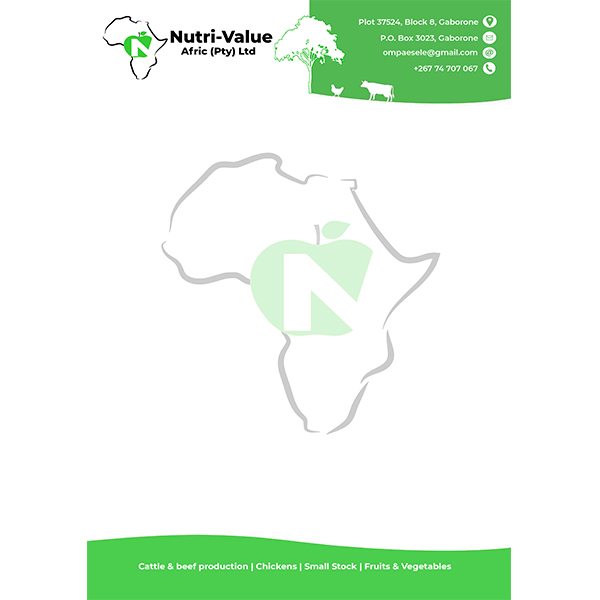 N
Nutri-Value
Afric (Pty) Ltd
Plot 37524, Block 8, Gaborone
P.O. Box 3023, Gaborone
ompaesele@gmail.com
+267 74 707 067
N
Cattle & beef production | Chickens | Small Stock | Fruits & Vegetables